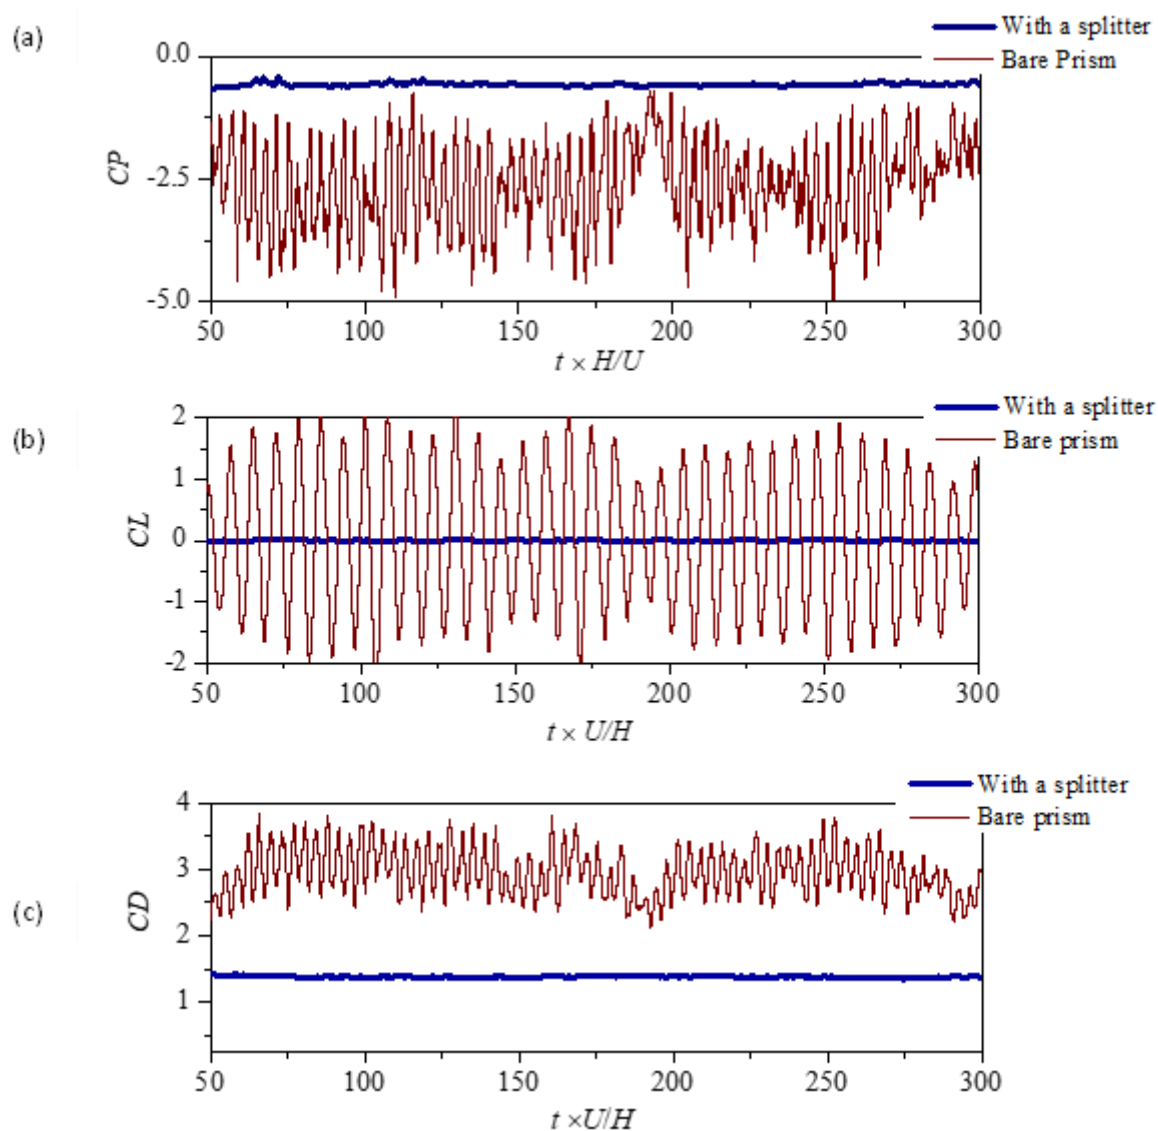 (a)
With a splitter
Bare Prism
0.0
-2.5
-5.0
CP
50 100 150 200 250 300
t × H/U
(b)
With a splitter
Bare prism
2
1
0
-1
-2
CL
50 100 150 200 250 300
t × U/H
(c)
With a splitter
Bare prism
4
3
2
1
CD
50 100 150 200 250 300
t ×U/H